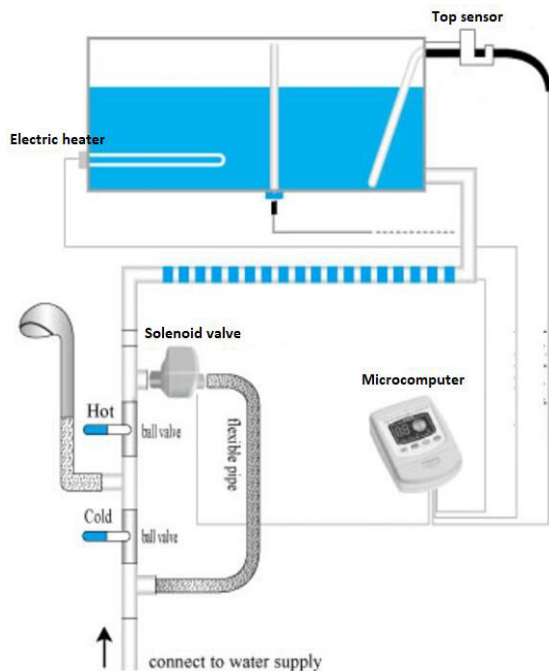 Top sensor
Electric heater
Solenoid valve
Microcomputer
Hot
ball valve
flexible pipe
Cold
ball valve
connect to water supply